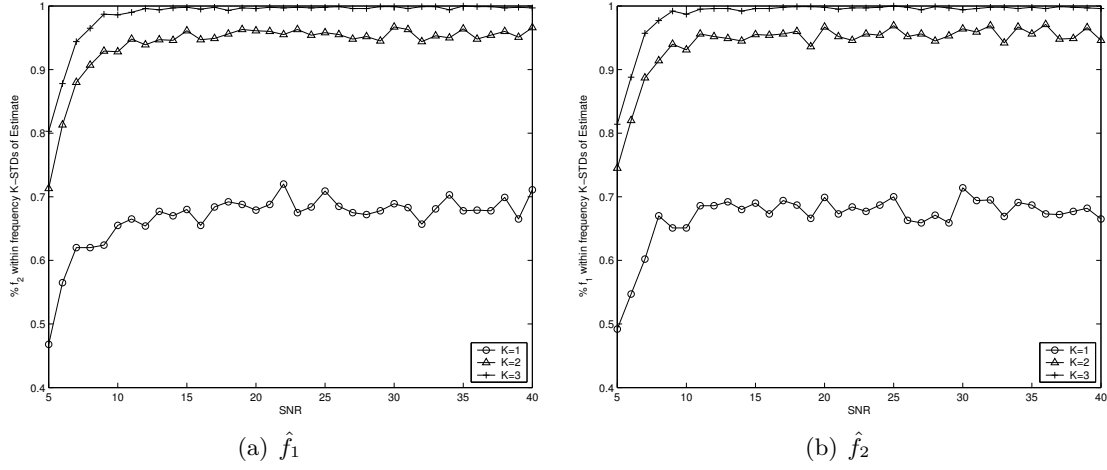 1
0.9
0.8
0.7
0.6
0.5
0.4
5 10 15 20 25 30 35 40
SNR
% f2 within frequency K−STDs of Estimate
K=1
K=2
K=3
(a) f̂1
1
0.9
0.8
0.7
0.6
0.5
0.4
5 10 15 20 25 30 35 40
SNR
% f1 within frequency K−STDs of Estimate
K=1
K=2
K=3
(b) f̂2